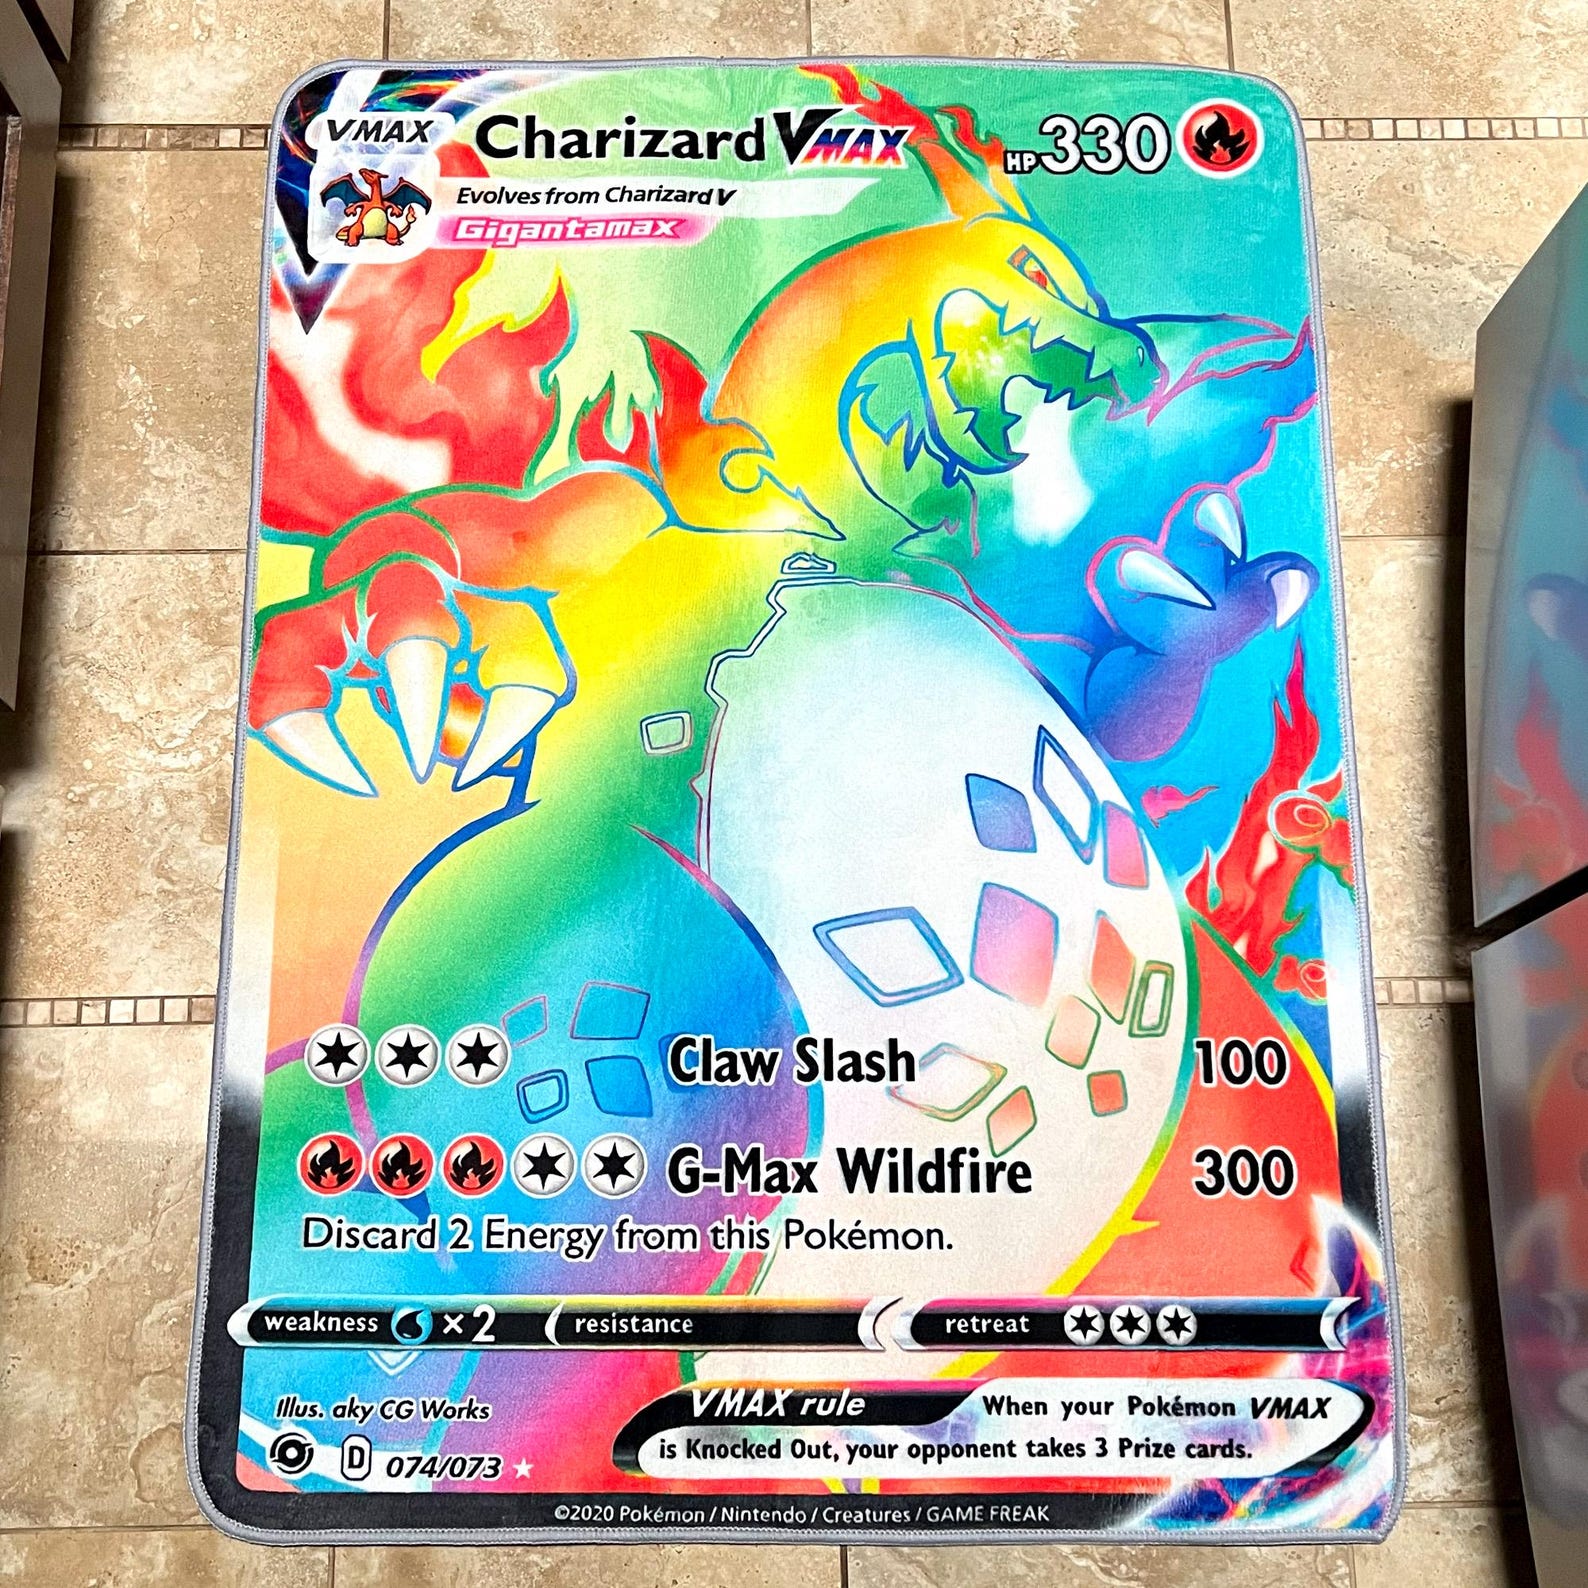 VMAX
Charizard VMAX
HP 330
Evolves from Charizard V
Gigantamax
Claw Slash 100
G-Max Wildfire 300
Discard 2 Energy from this Pokémon.
weakness ×2 resistance retreat
Illus. aky CG Works
VMAX rule When your Pokémon VMAX
is Knocked Out, your opponent takes 3 Prize cards.
D 074/073
©2020 Pokémon / Nintendo / Creatures / GAME FREAK